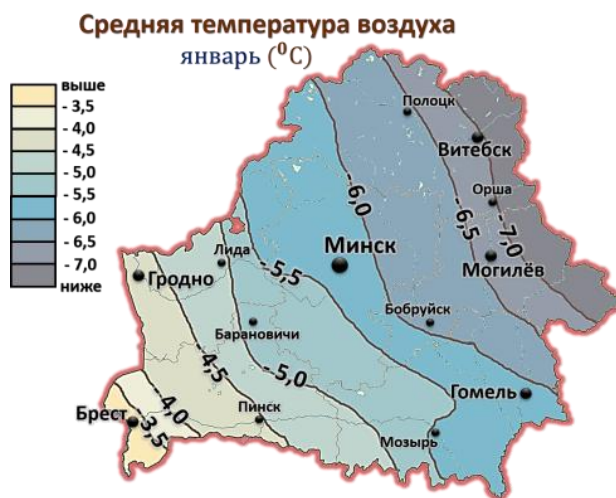 Средняя температура воздуха
январь (⁰C)
выше
- 3,5
- 4,0
- 4,5
- 5,0
- 5,5
- 6,0
- 6,5
- 7,0
ниже
Полоцк
Витебск
Орша
- 6,0
- 6,5
- 7,0
Минск
Могилёв
Лида
Гродно
- 5,5
Бобруйск
Барановичи
- 4,5
- 5,0
Гомель
- 4,0
- 3,5
Брест
Пинск
Мозырь